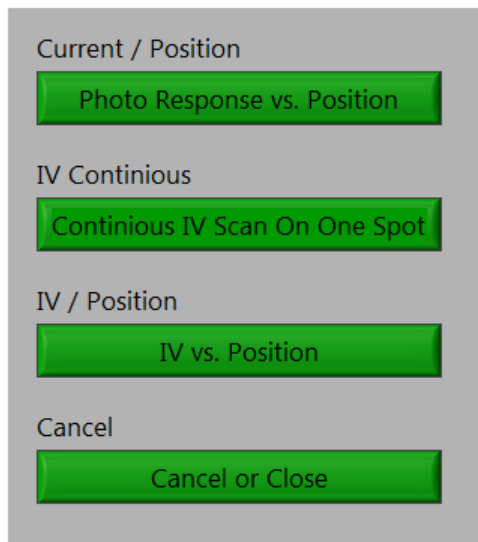 Current / Position
Photo Response vs. Position
IV Continious
Continious IV Scan On One Spot
IV / Position
IV vs. Position
Cancel
Cancel or Close